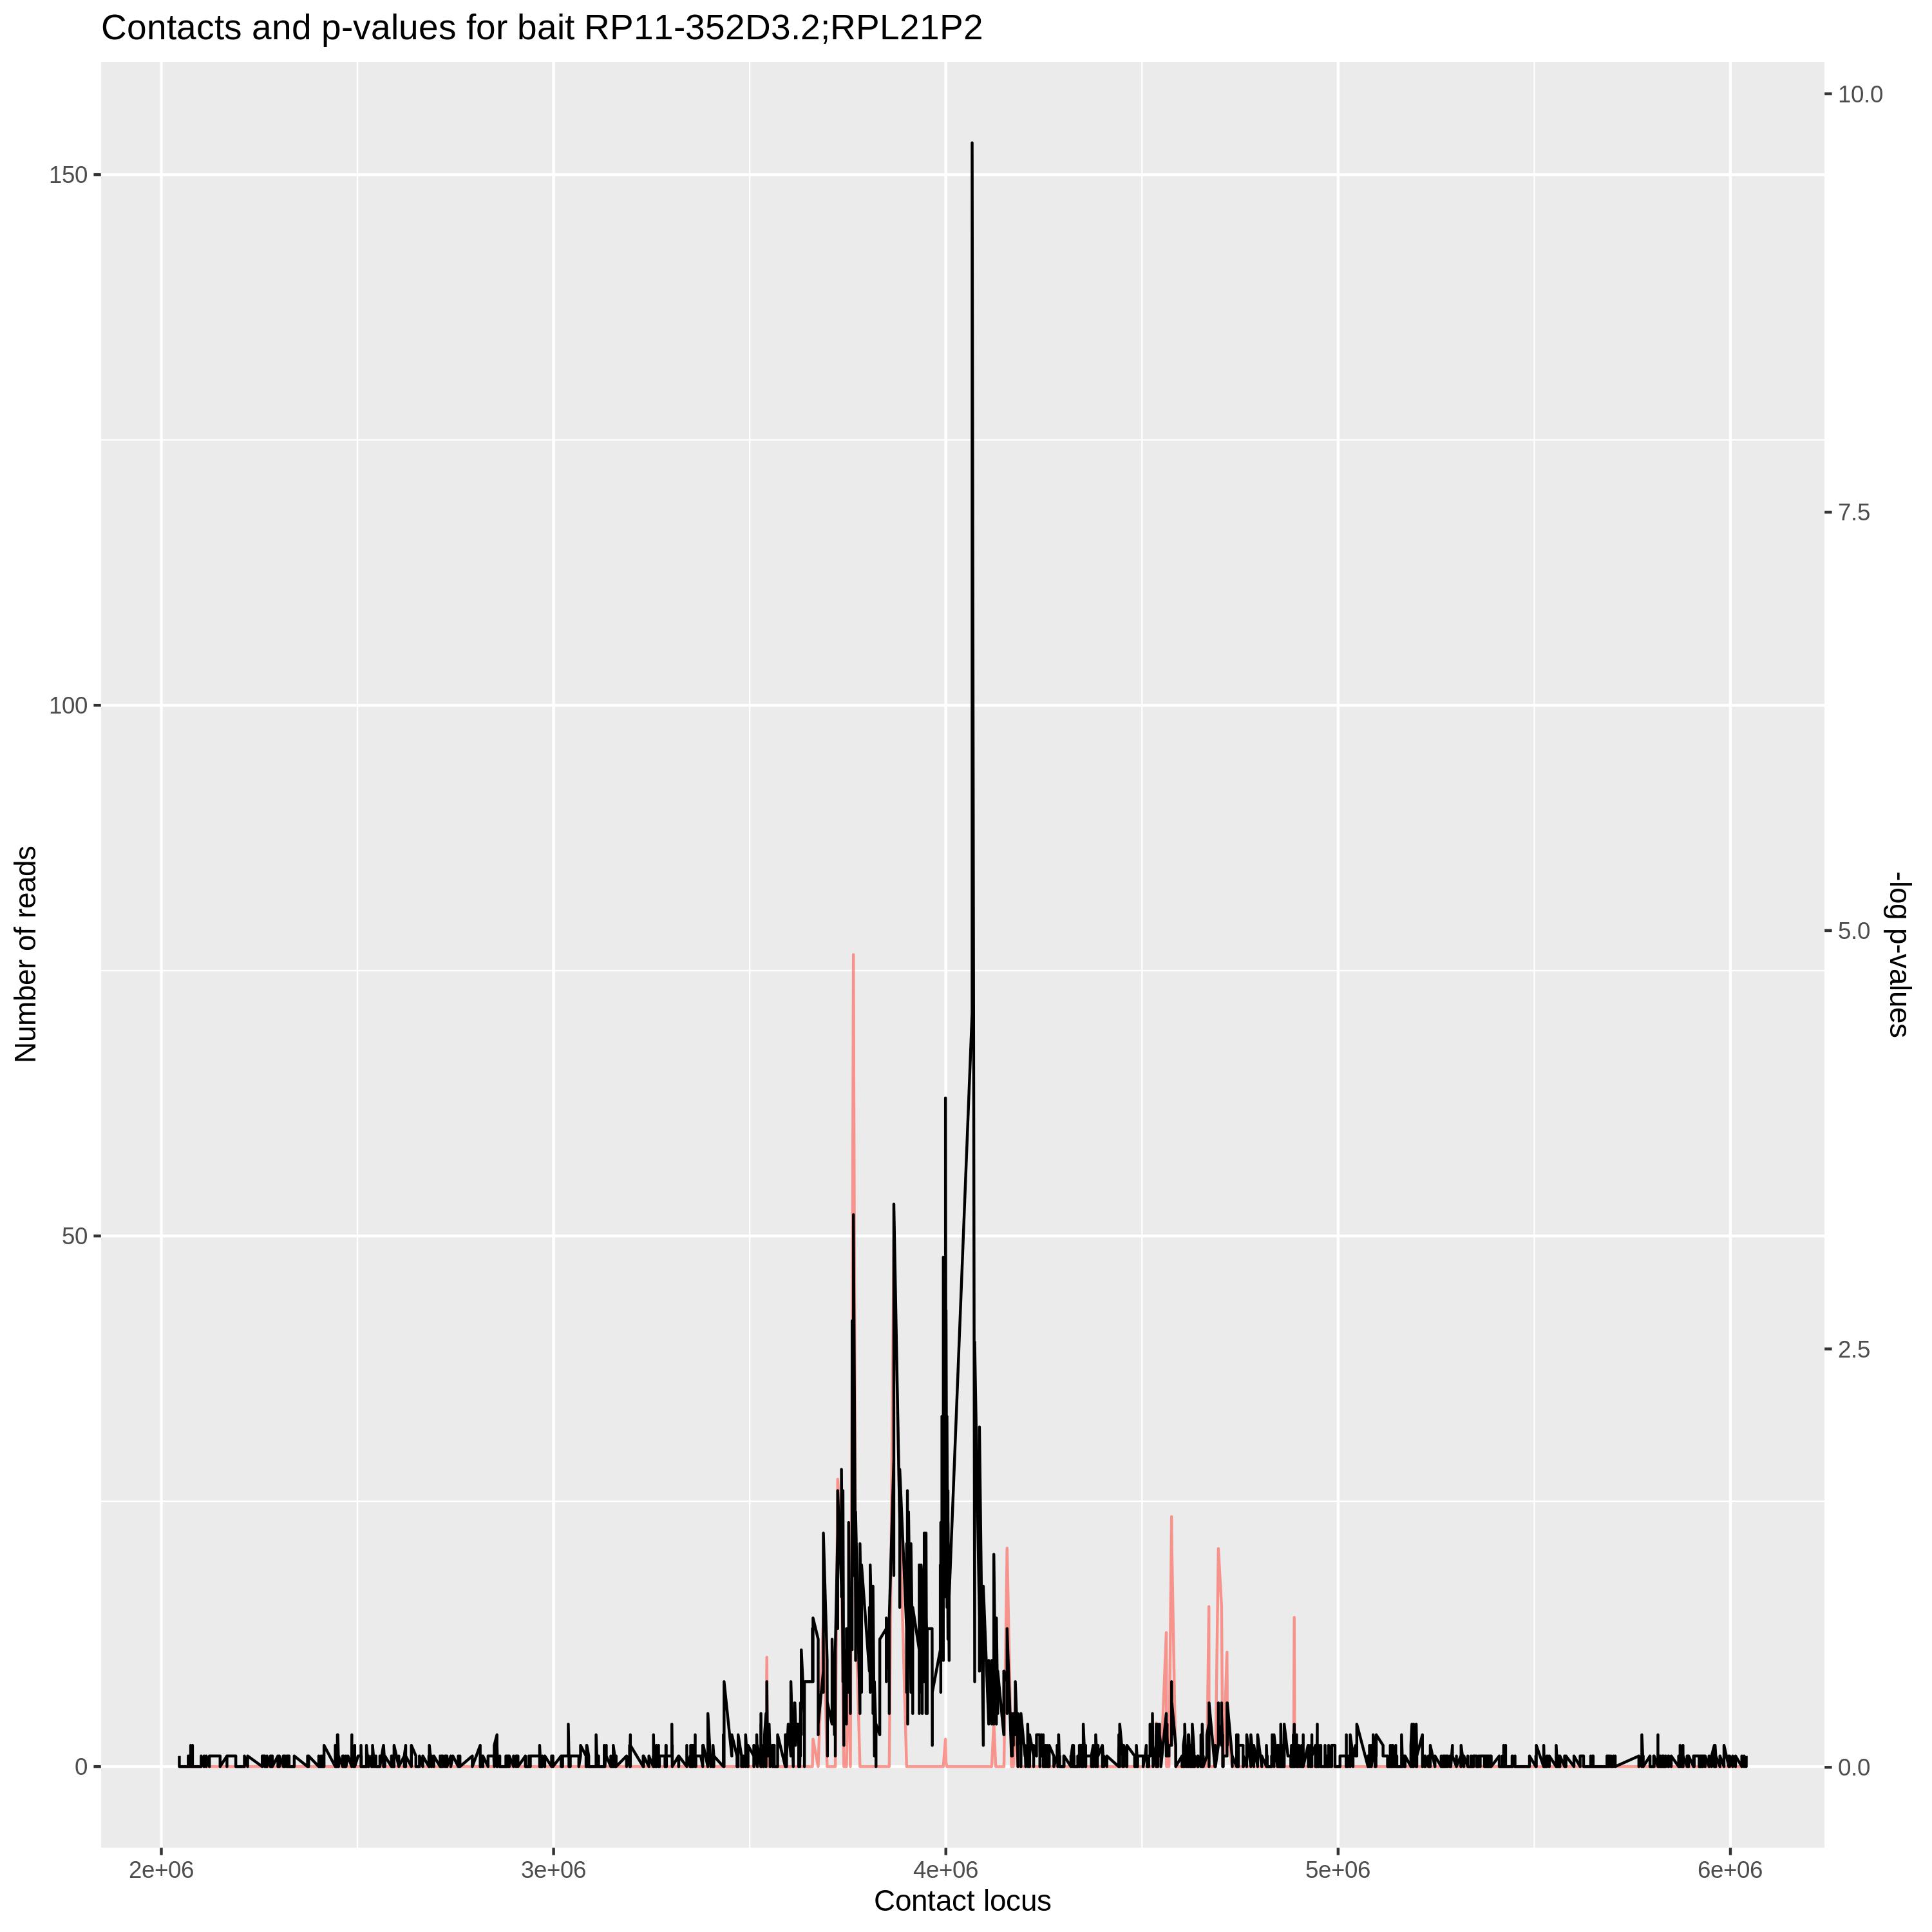 Contacts and p-values for bait RP11-352D3.2;RPL21P2
150
100
50
0
Number of reads
10.0
7.5
5.0
2.5
0.0
-log p-values
2e+06 3e+06 4e+06 5e+06 6e+06
Contact locus